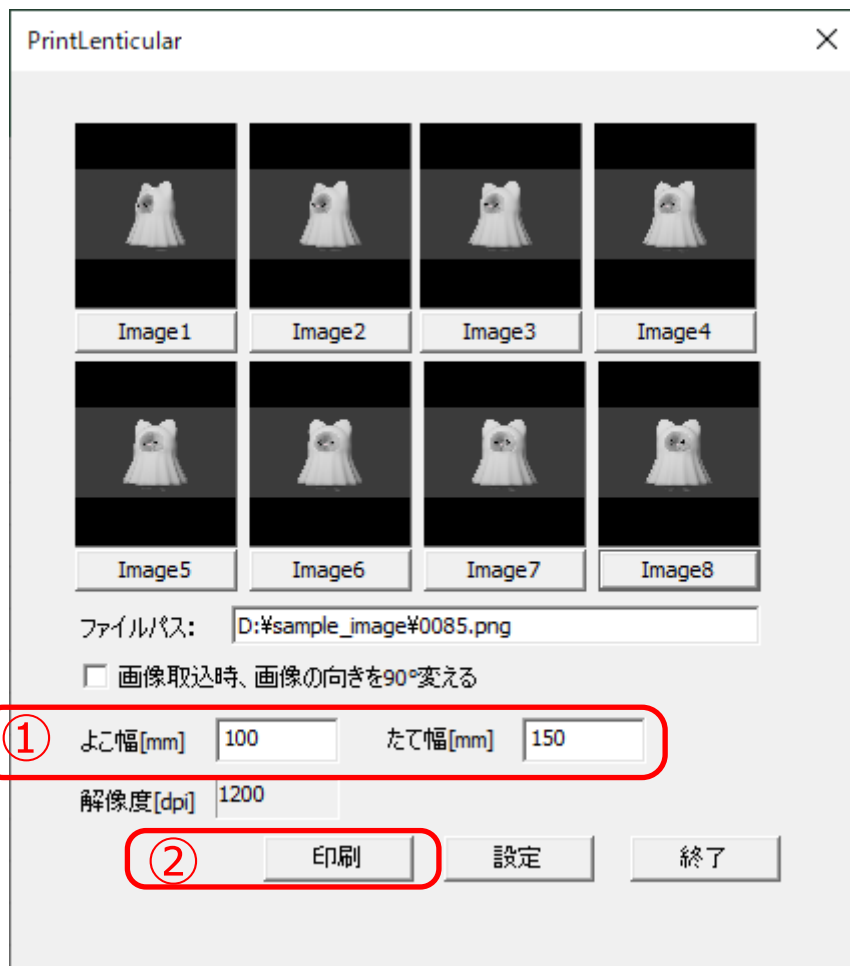 PrintLenticular
Image1 Image2 Image3 Image4
Image5 Image6 Image7 Image8
ファイルパス: D:¥sample_image¥0085.png
画像取込時、画像の向きを90°変える
① よこ幅[mm] 100 たて幅[mm] 150
解像度[dpi] 1200
② 印刷 設定 終了